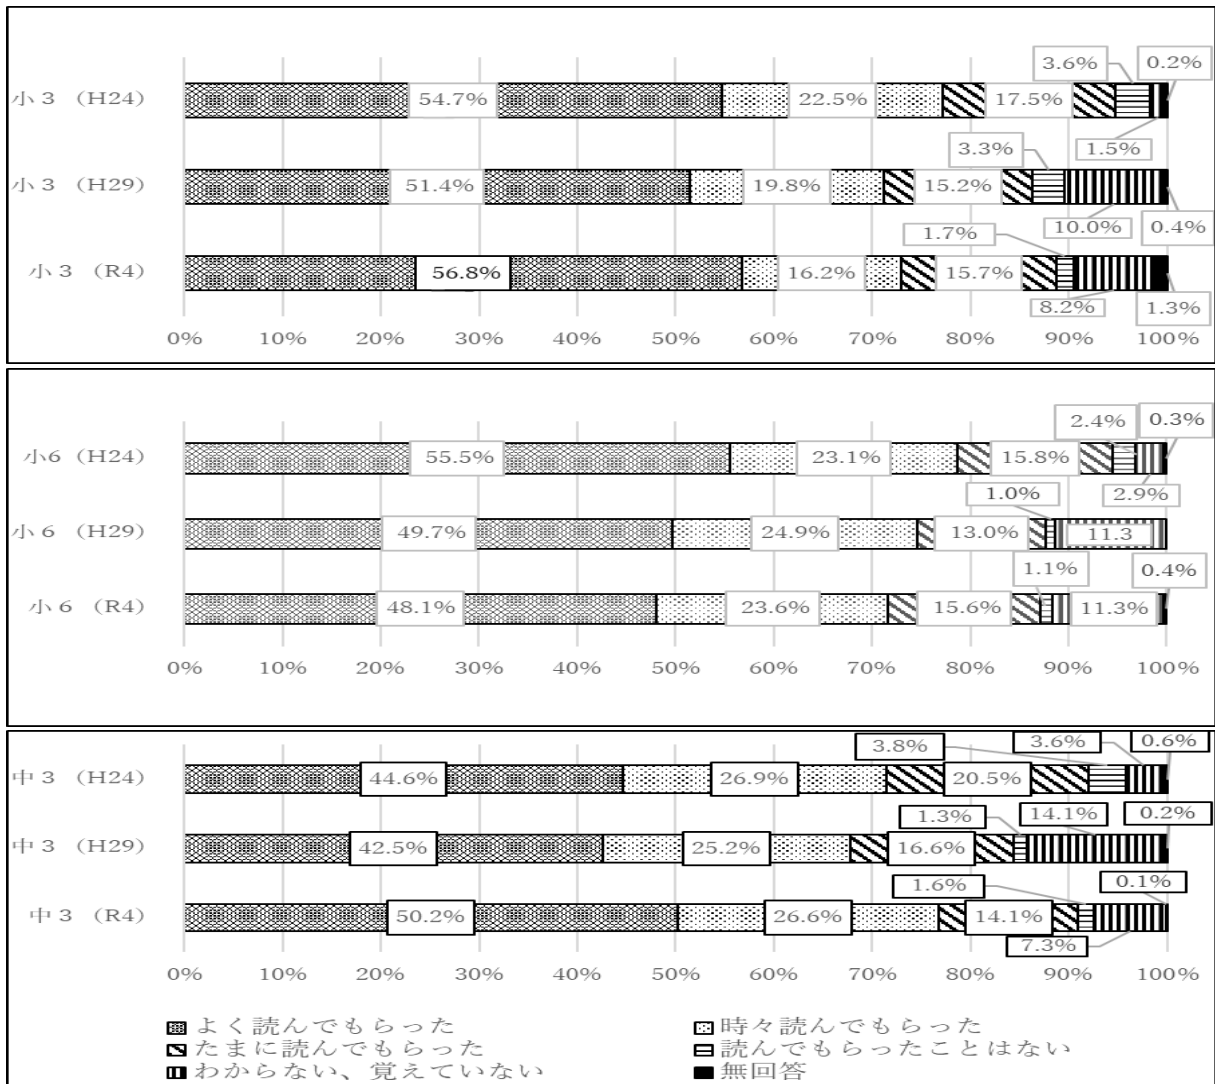 3.6% 0.2%
小3 (H24) 54.7% 22.5% 17.5%
3.3% 1.5%
小3 (H29) 51.4% 19.8% 15.2%
1.7% 10.0% 0.4%
小3 (R4) 56.8% 16.2% 15.7%
8.2% 1.3%
0% 10% 20% 30% 40% 50% 60% 70% 80% 90% 100%
2.4% 0.3%
小6 (H24) 55.5% 23.1% 15.8%
1.0% 2.9%
小6 (H29) 49.7% 24.9% 13.0% 11.3
1.1% 0.4%
小6 (R4) 48.1% 23.6% 15.6% 11.3%
0% 10% 20% 30% 40% 50% 60% 70% 80% 90% 100%
3.8% 3.6% 0.6%
中3 (H24) 44.6% 26.9% 20.5%
1.3% 14.1% 0.2%
中3 (H29) 42.5% 25.2% 16.6%
1.6% 0.1%
中3 (R4) 50.2% 26.6% 14.1%
7.3%
0% 10% 20% 30% 40% 50% 60% 70% 80% 90% 100%
よく読んでもらった 時々読んでもらった
たまに読んでもらった 読んでもらったことはない
わからない、覚えていない 無回答